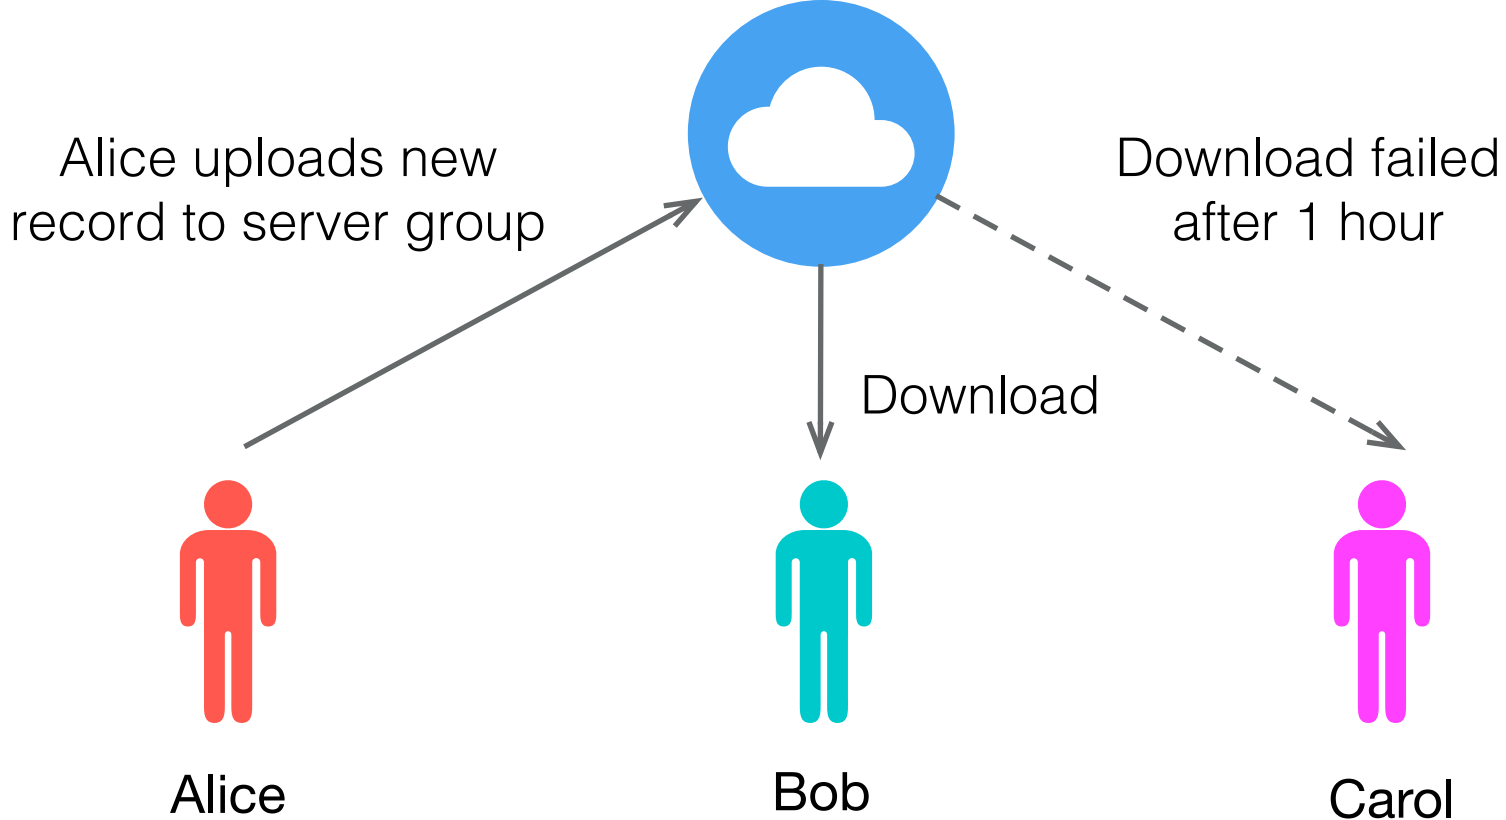 Alice uploads new
record to server group
Download failed
after 1 hour
Download
Alice
Bob
Carol